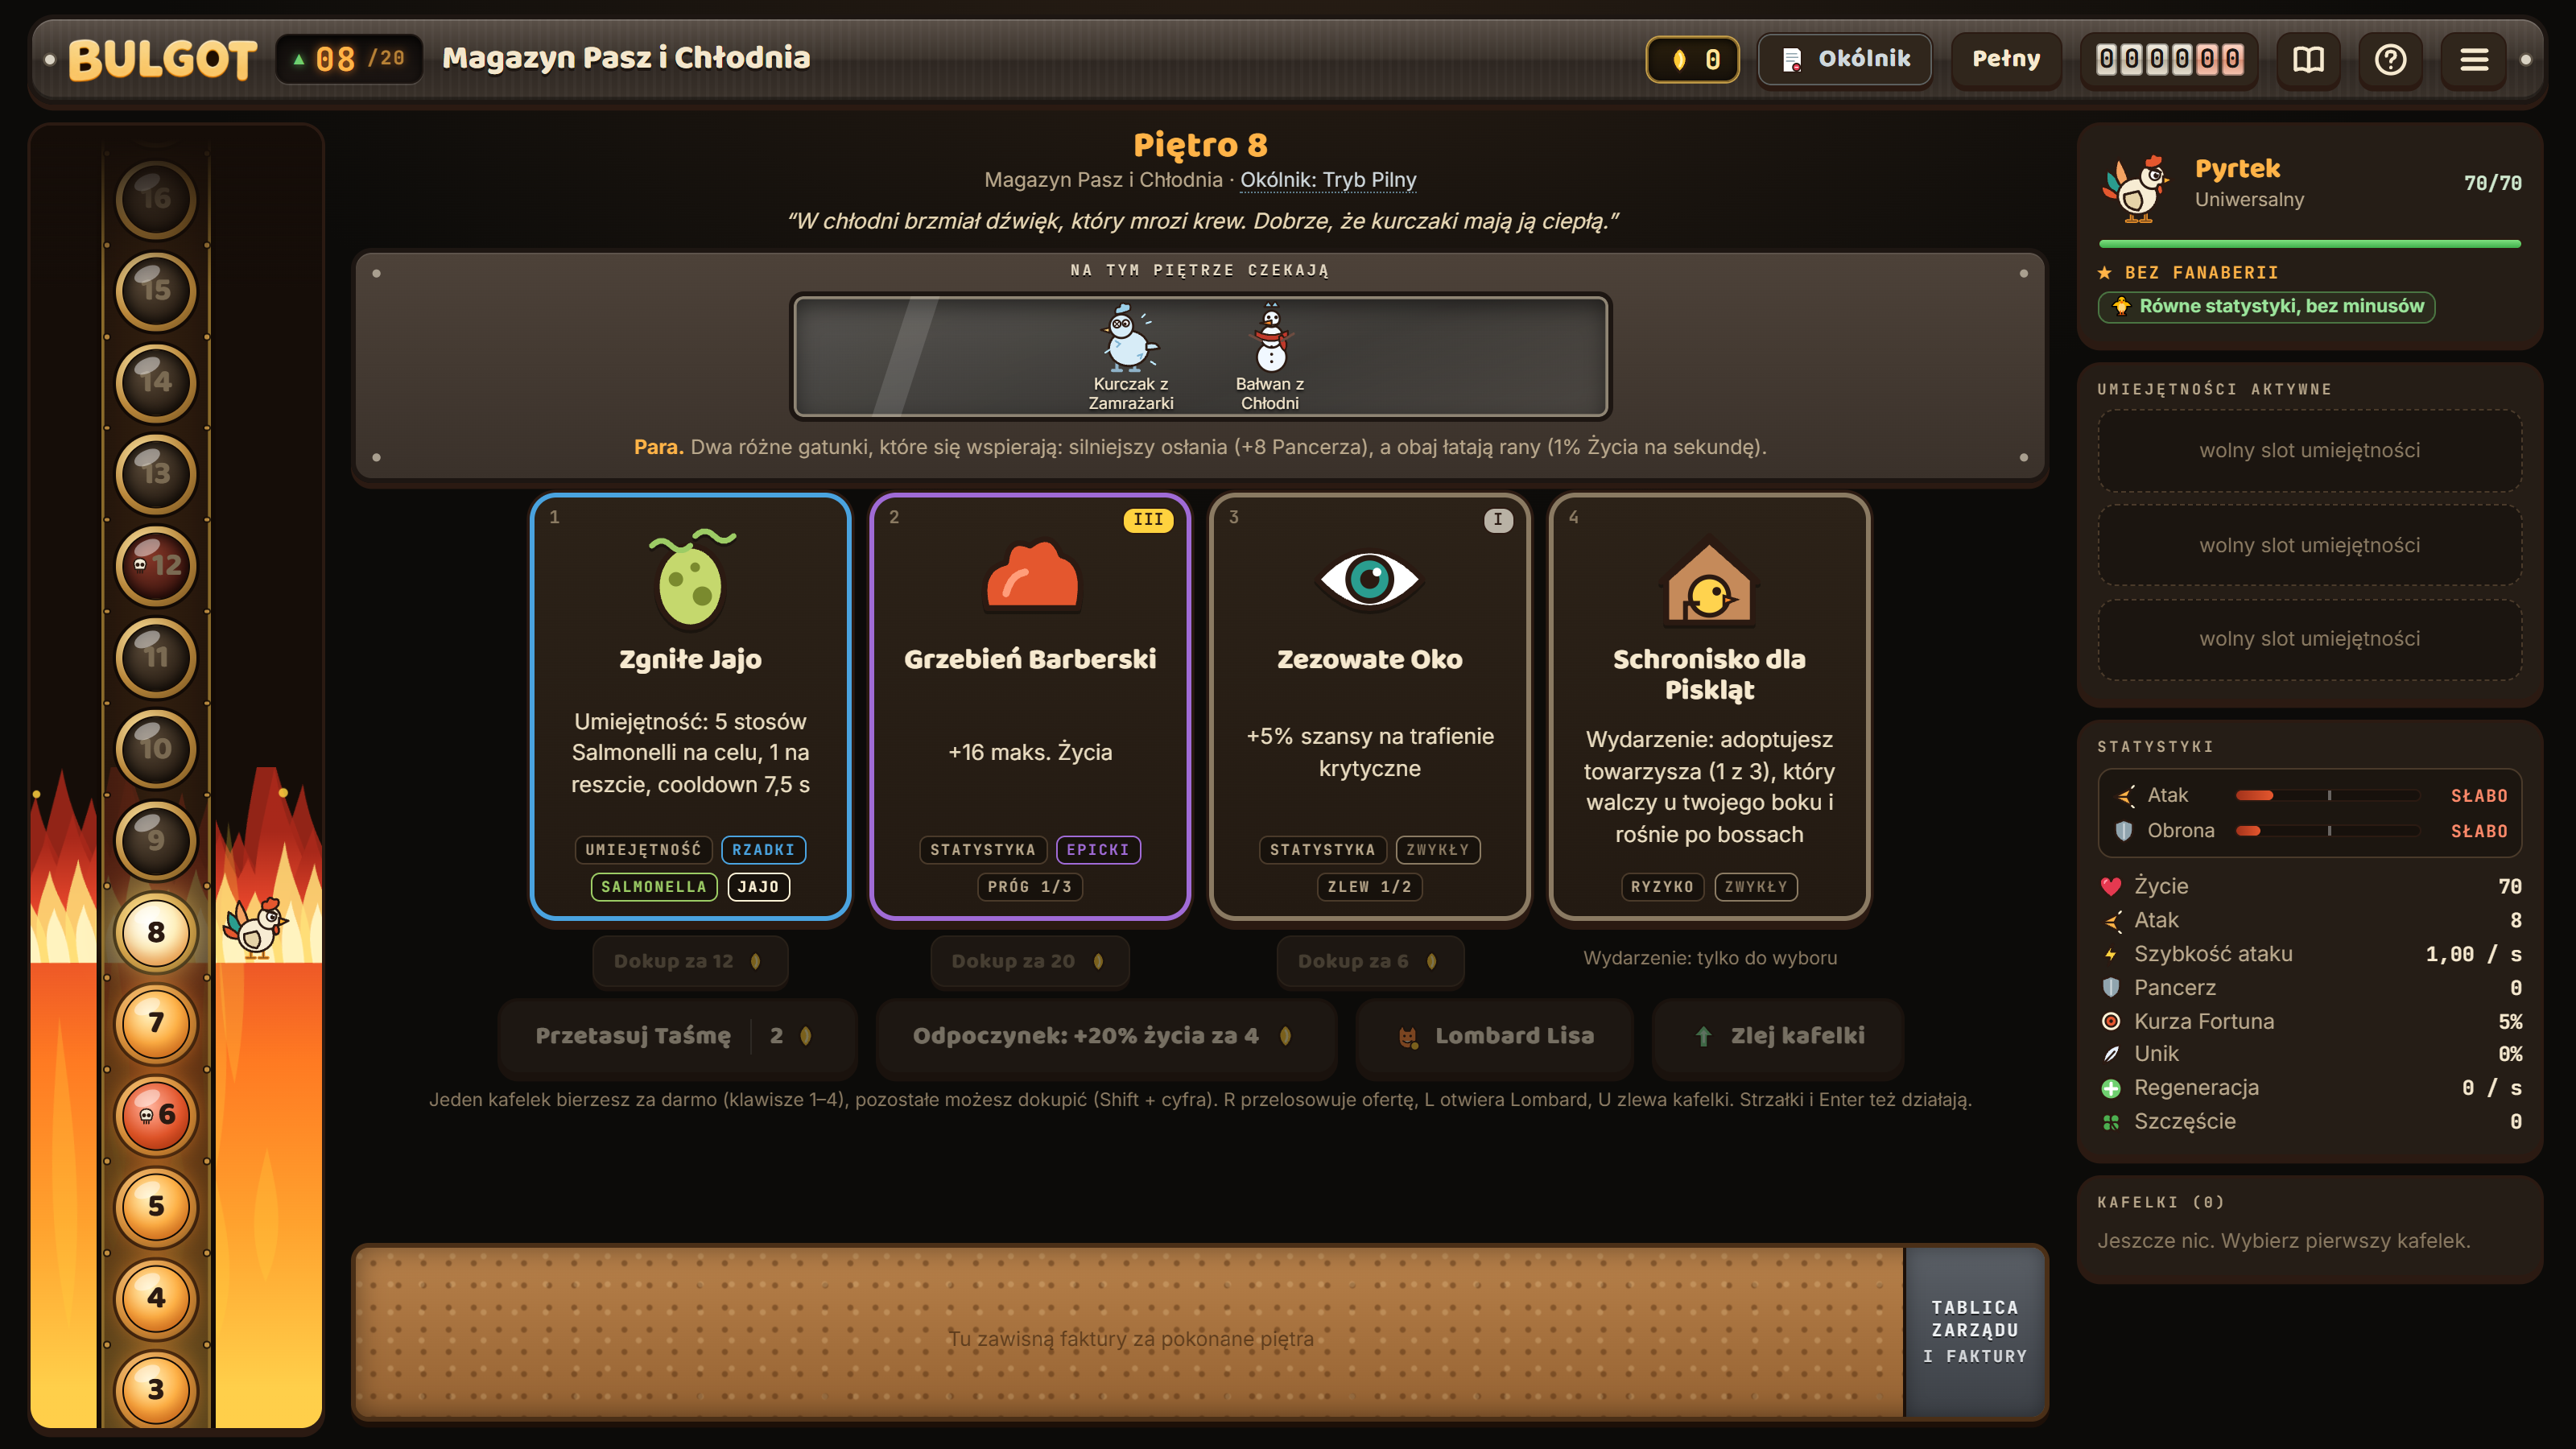 BULGOT
▲ 08 /20
Magazyn Pasz i Chłodnia
0
Okólnik
Pełny
000000
Piętro 8
Magazyn Pasz i Chłodnia · Okólnik: Tryb Pilny
“W chłodni brzmiał dźwięk, który mrozi krew. Dobrze, że kurczaki mają ją ciepłą.”
NA TYM PIĘTRZE CZEKAJĄ
Kurczak z
Zamrażarki
Bałwan z
Chłodni
Para. Dwa różne gatunki, które się wspierają: silniejszy osłania (+8 Pancerza), a obaj łatają rany (1% Życia na sekundę).
16
15
14
13
12
11
10
9
8
7
6
5
4
3
1
Zgniłe Jajo
Umiejętność: 5 stosów
Salmonelli na celu, 1 na
reszcie, cooldown 7,5 s
UMIEJĘTNOŚĆ RZADKI
SALMONELLA JAJO
Dokup za 12
2
III
Grzebień Barberski
+16 maks. Życia
STATYSTYKA EPICKI
PRÓG 1/3
Dokup za 20
3
I
Zezowate Oko
+5% szansy na trafienie
krytyczne
STATYSTYKA ZWYKŁY
ZLEW 1/2
Dokup za 6
4
Schronisko dla
Piskląt
Wydarzenie: adoptujesz
towarzysza (1 z 3), który
walczy u twojego boku i
rośnie po bossach
RYZYKO ZWYKŁY
Wydarzenie: tylko do wyboru
Przetasuj Taśmę 2
Odpoczynek: +20% życia za 4
Lombard Lisa
Zlej kafelki
Jeden kafelek bierzesz za darmo (klawisze 1–4), pozostałe możesz dokupić (Shift + cyfra). R przelosowuje ofertę, L otwiera Lombard, U zlewa kafelki. Strzałki i Enter też działają.
Tu zawisną faktury za pokonane piętra
TABLICA
ZARZĄDU
I FAKTURY
Pyrtek
Uniwersalny
70/70
★ BEZ FANABERII
Równe statystyki, bez minusów
UMIEJĘTNOŚCI AKTYWNE
wolny slot umiejętności
wolny slot umiejętności
wolny slot umiejętności
STATYSTYKI
Atak SŁABO
Obrona SŁABO
Życie 70
Atak 8
Szybkość ataku 1,00 / s
Pancerz 0
Kurza Fortuna 5%
Unik 0%
Regeneracja 0 / s
Szczęście 0
KAFELKI (0)
Jeszcze nic. Wybierz pierwszy kafelek.